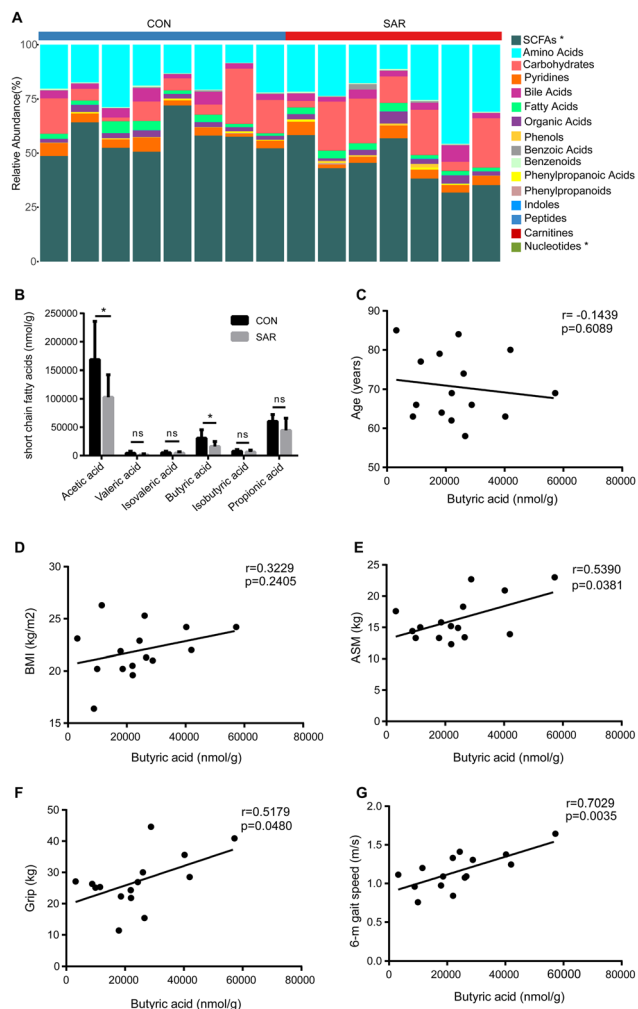 A
CON
SAR
Relative Abundance(%)
100
75
50
25
0
SCFAs *
Amino Acids
Carbohydrates
Pyridines
Bile Acids
Fatty Acids
Organic Acids
Phenols
Benzoic Acids
Benzenoids
Phenylpropanoic Acids
Phenylpropanoids
Indoles
Peptides
Carnitines
Nucleotides *
B
short chain fatty acids (nmol/g)
250000
200000
150000
100000
50000
0
CON
SAR
*
ns
ns
*
ns
ns
Acetic acid
Valeric acid
Isovaleric acid
Butyric acid
Isobutyric acid
Propionic acid
C
r= -0.1439
p=0.6089
Age (years)
90
80
70
60
50
0
20000
40000
60000
80000
Butyric acid (nmol/g)
D
r=0.3229
p=0.2405
BMI (kg/m2)
30
25
20
15
0
20000
40000
60000
80000
Butyric acid (nmol/g)
E
r=0.5390
p=0.0381
ASM (kg)
25
20
15
10
5
0
0
20000
40000
60000
80000
Butyric acid (nmol/g)
F
r=0.5179
p=0.0480
Grip (kg)
50
40
30
20
10
0
0
20000
40000
60000
80000
Butyric acid (nmol/g)
G
r=0.7029
p=0.0035
6-m gait speed (m/s)
2.0
1.5
1.0
0.5
0.0
0
20000
40000
60000
80000
Butyric acid (nmol/g)